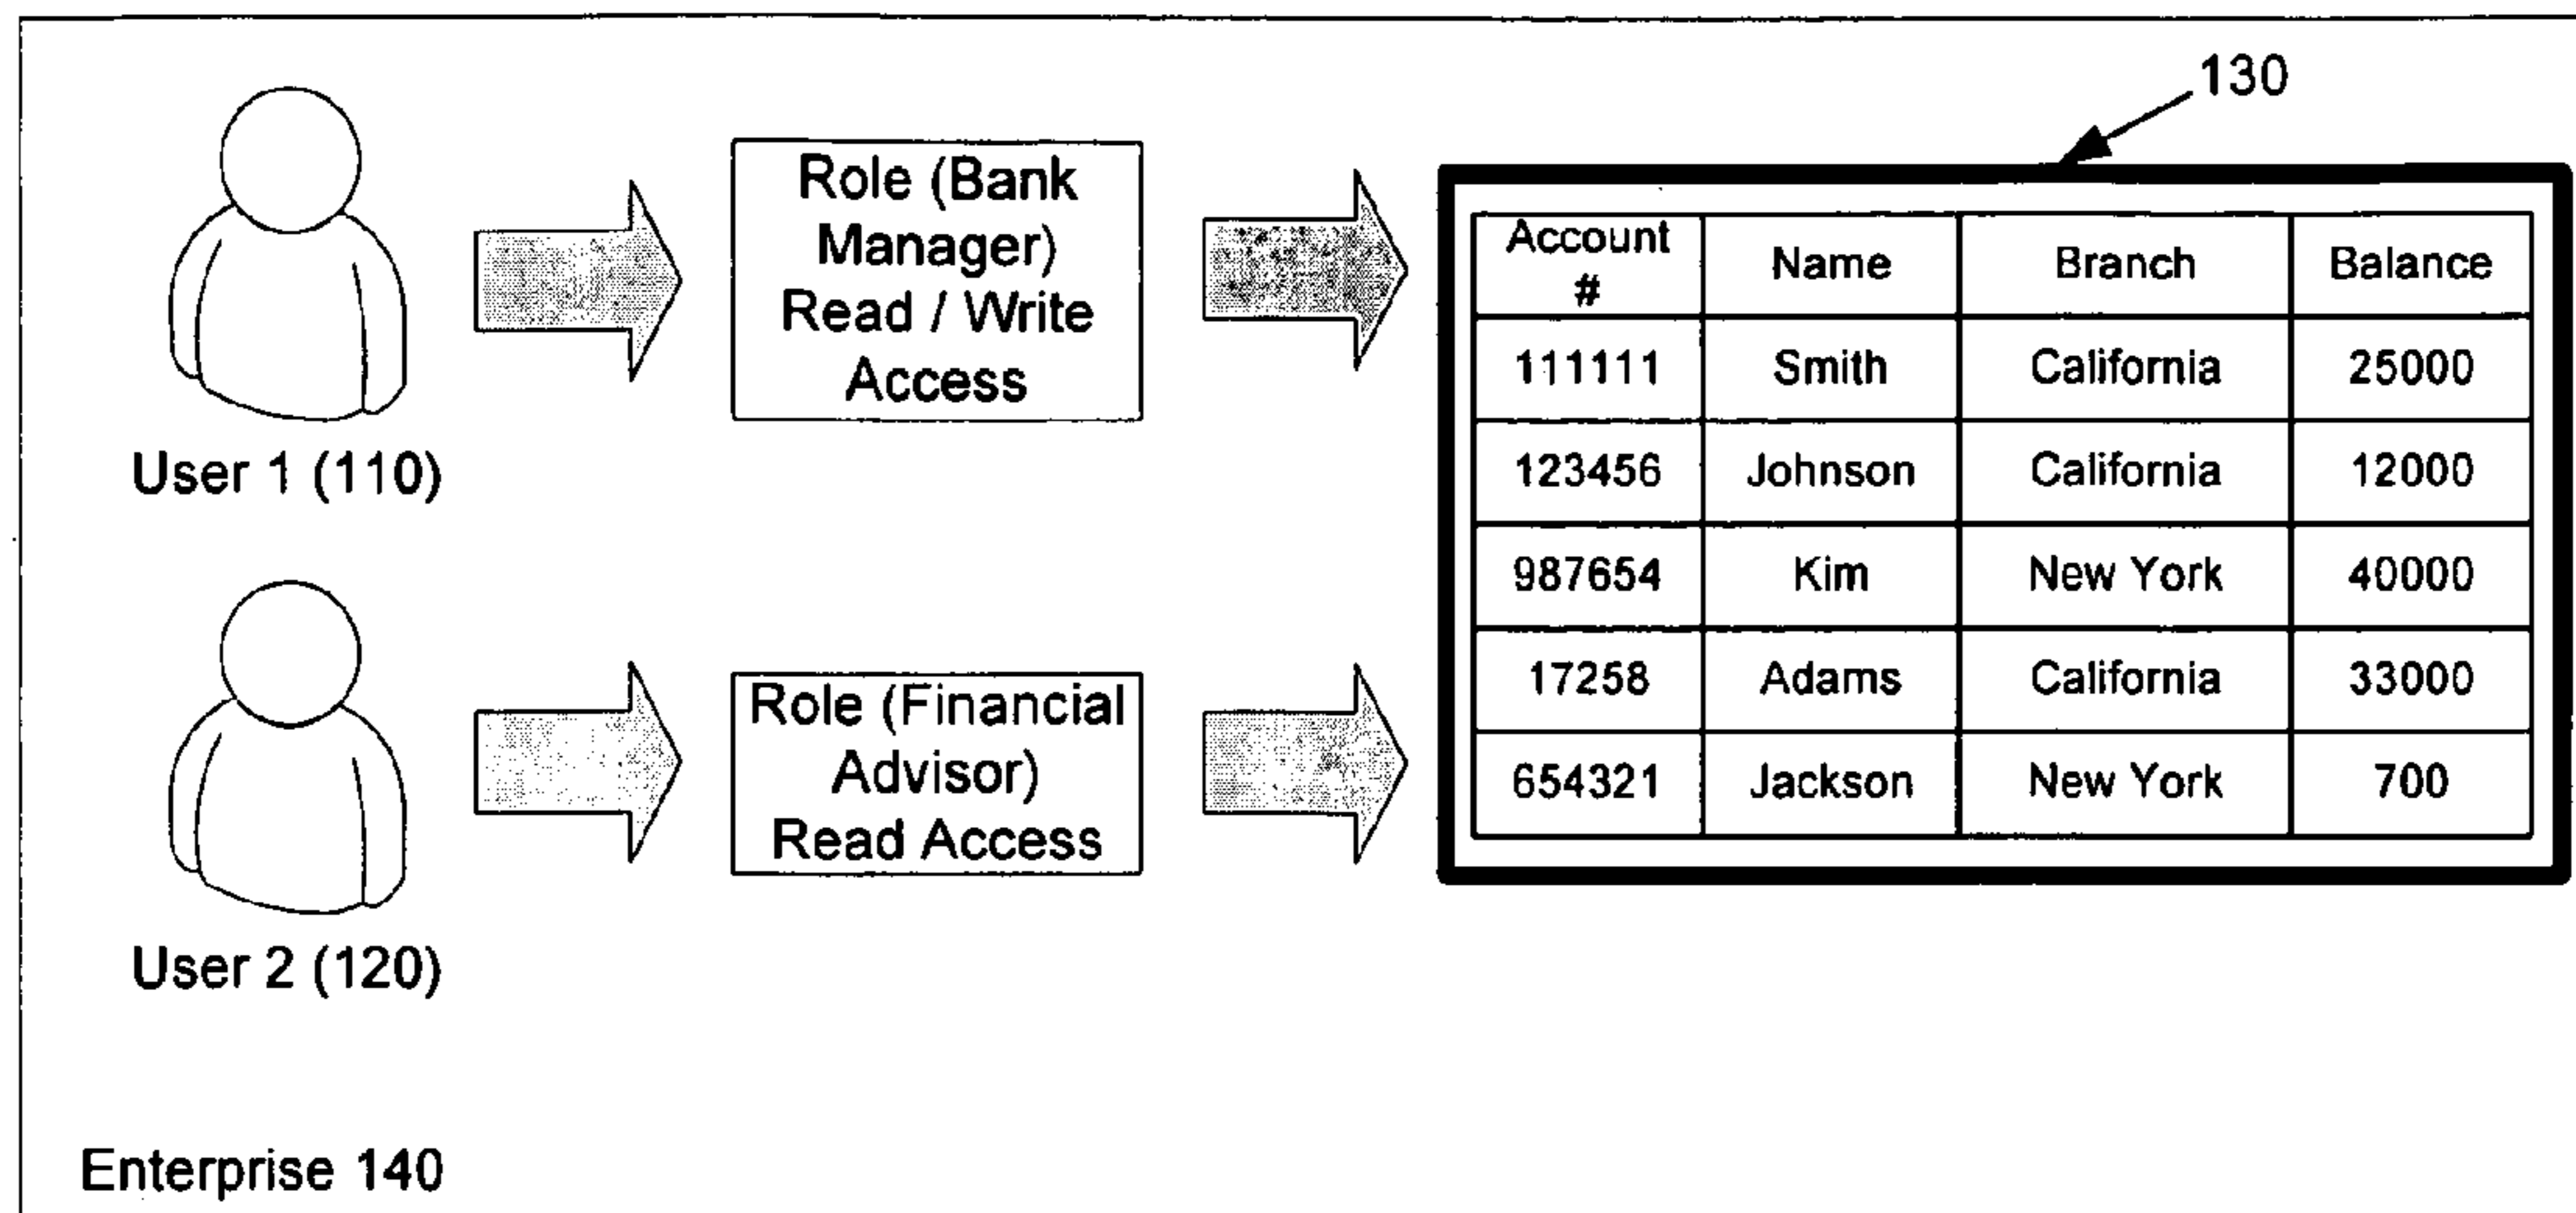 130
Role (Bank
Manager)
Read / Write
Access
User 1 (110)
Role (Financial
Advisor)
Read Access
User 2 (120)
Account
# Name Branch Balance
111111 Smith California 25000
123456 Johnson California 12000
987654 Kim New York 40000
17258 Adams California 33000
654321 Jackson New York 700
Enterprise 140